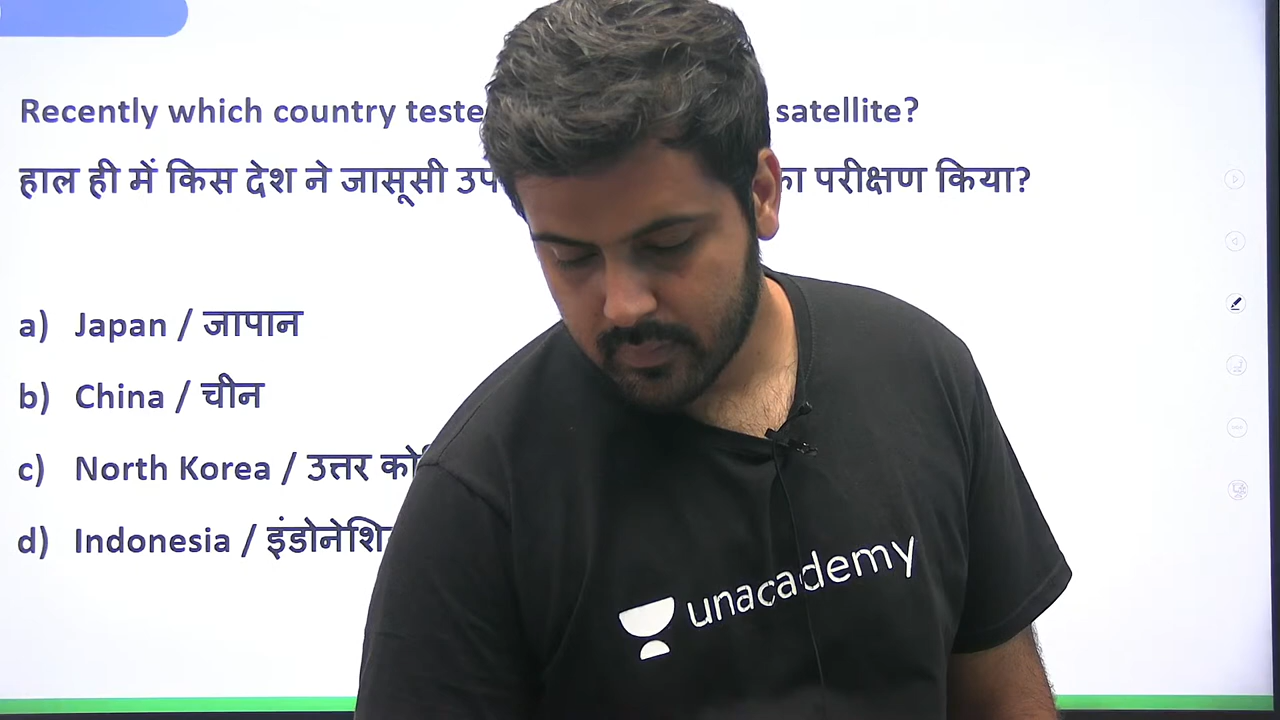 Recently which country teste satellite?
हाल ही में किस देश ने जासूसी उप का परीक्षण किया?
a) Japan / जापान
b) China / चीन
c) North Korea / उत्तर को
d) Indonesia / इंडोनेशि
unacademy